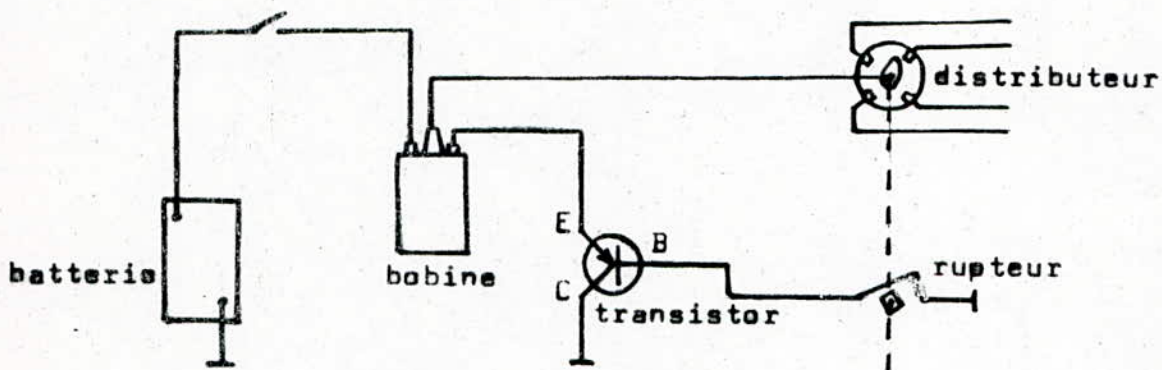 distributeur
E
B
batterie
bobine
C
rupteur
transistor